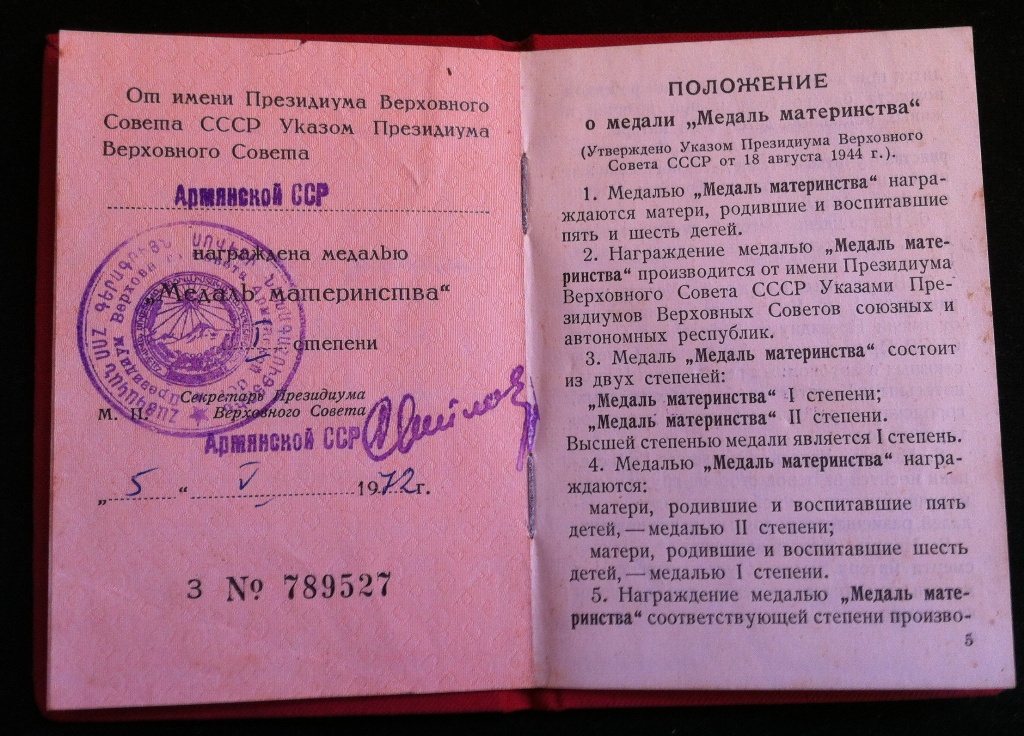 От имени Президиума Верховного
Совета СССР Указом Президиума
Верховного Совета
Армянской ССР
награждена медалью
„Медаль материнства“
II степени
Секретарь Президиума
М. П. Верховного Совета
Армянской ССР
„ 5 “ V 1972 г.
З № 789527
ПОЛОЖЕНИЕ
о медали „Медаль материнства“
(Утверждено Указом Президиума Верховного
Совета СССР от 18 августа 1944 г.).
1. Медалью „Медаль материнства“ награ-
ждаются матери, родившие и воспитавшие
пять и шесть детей.
2. Награждение медалью „Медаль мате-
ринства“ производится от имени Президиума
Верховного Совета СССР Указами Пре-
зидиумов Верховных Советов союзных и
автономных республик.
3. Медаль „Медаль материнства“ состоит
из двух степеней:
„Медаль материнства“ I степени;
„Медаль материнства“ II степени.
Высшей степенью медали является I степень.
4. Медалью „Медаль материнства“ награ-
ждаются:
матери, родившие и воспитавшие пять
детей, — медалью II степени;
матери, родившие и воспитавшие шесть
детей, — медалью I степени.
5. Награждение медалью „Медаль мате-
ринства“ соответствующей степени произво-
5